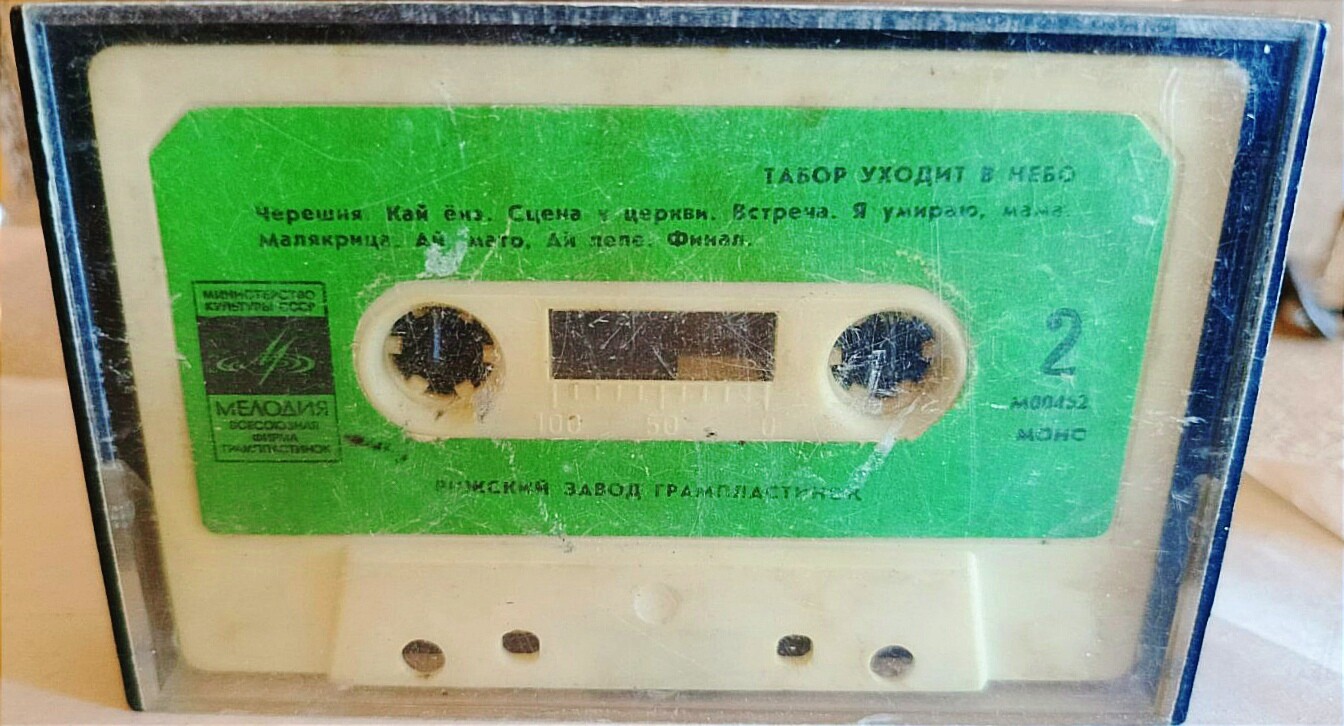 ТАБОР УХОДИТ В НЕБО
Черешня. Кай ёнэ. Сцена у церкви. Встреча. Я умираю, мама.
Малякрица. Ай, мато. Ай лепе. Финал.
МИНИСТЕРСТВО
КУЛЬТУРЫ СССР
МЕЛОДИЯ
ВСЕСОЮЗНАЯ
ФИРМА
ГРАМПЛАСТИНОК
2
М00452
МОНО
100 50 0
РИЖСКИЙ ЗАВОД ГРАМПЛАСТИНОК